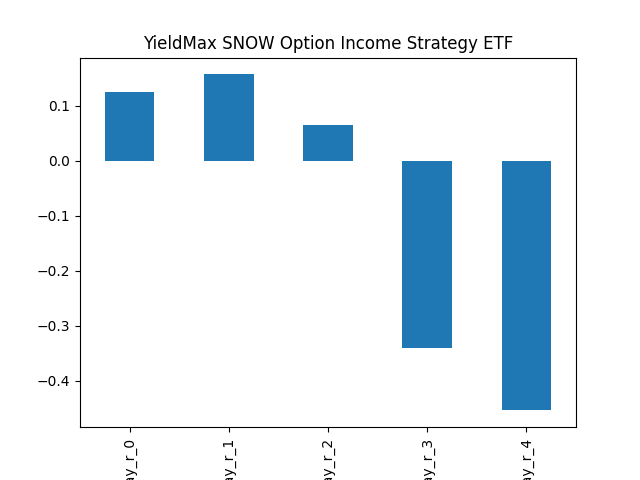 YieldMax SNOW Option Income Strategy ETF
0.1
0.0
−0.1
−0.2
−0.3
−0.4
ay_r_0
ay_r_1
ay_r_2
ay_r_3
ay_r_4